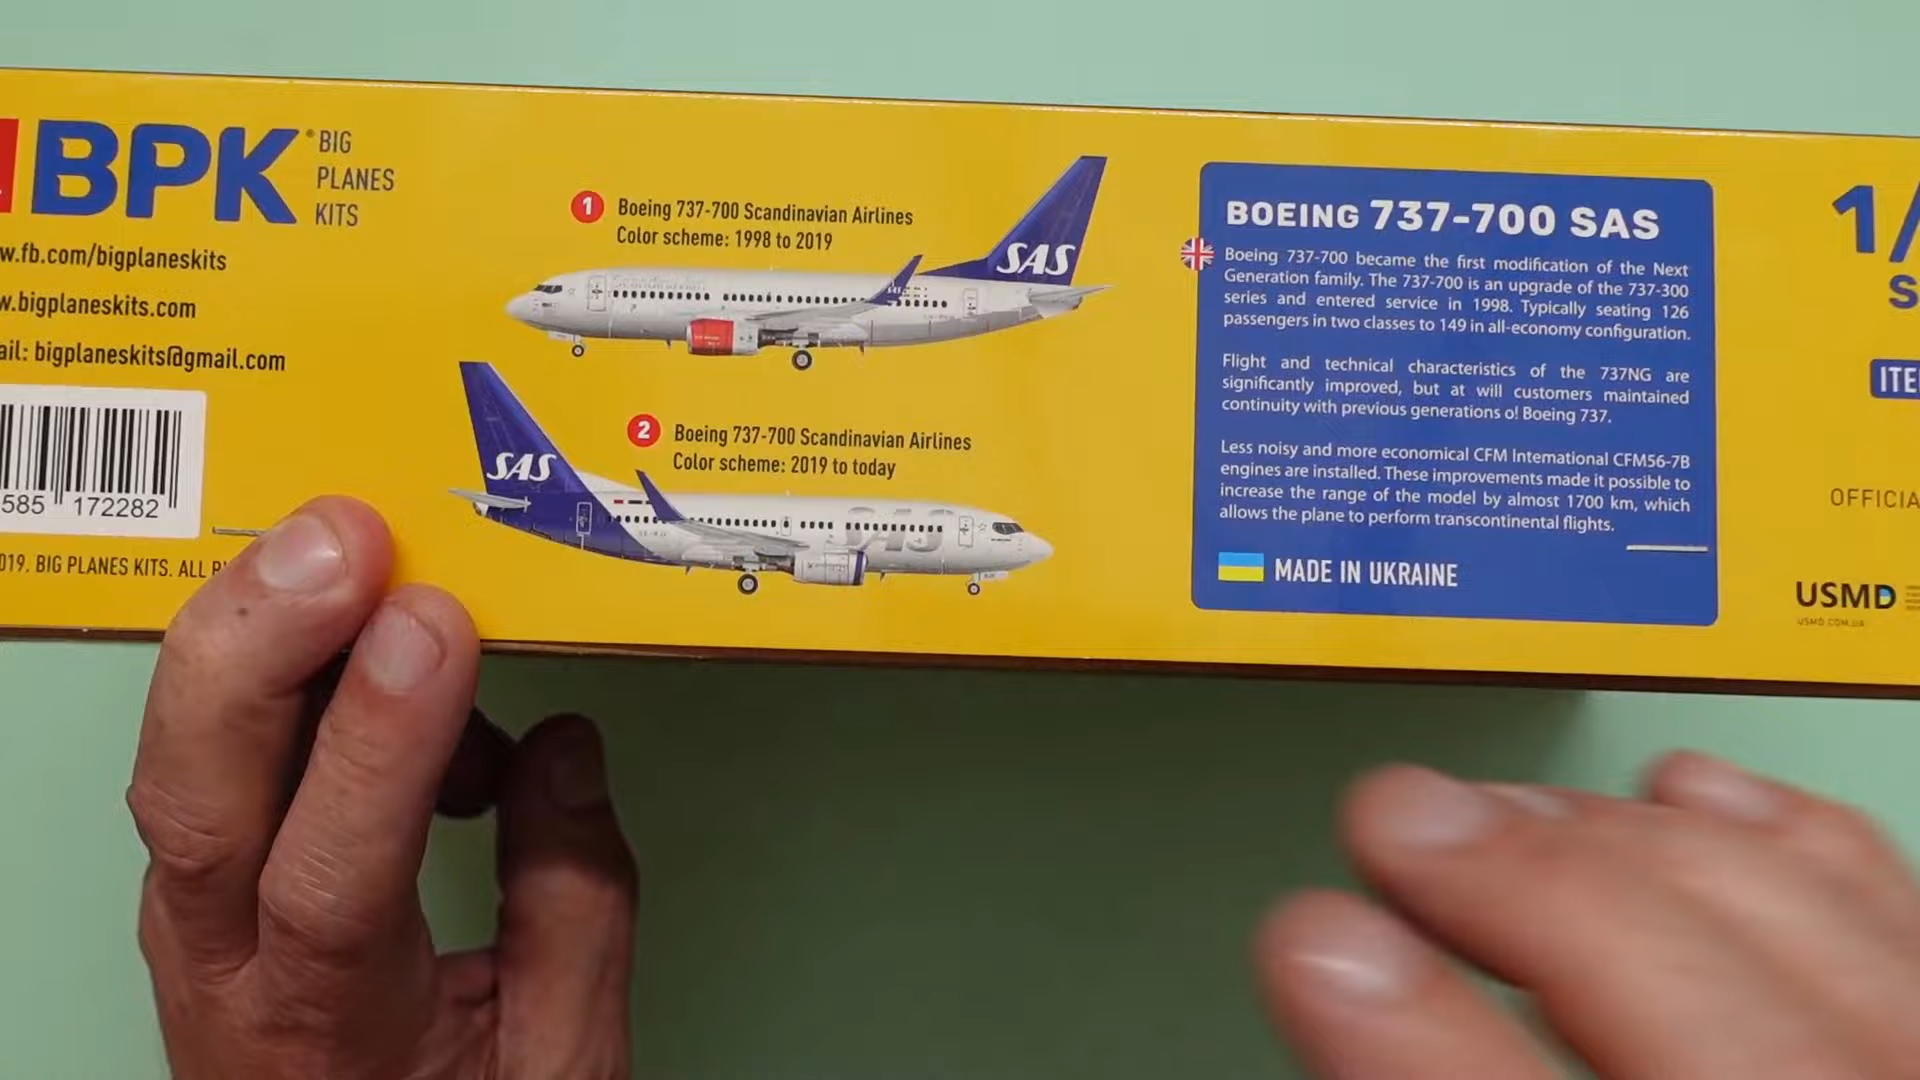 BPK®
BIG
PLANES
KITS
w.fb.com/bigplaneskits
w.bigplaneskits.com
ail: bigplaneskits@gmail.com
585 172282
019. BIG PLANES KITS. ALL
1 Boeing 737-700 Scandinavian Airlines
Color scheme: 1998 to 2019
SAS
Scandinavian
SAS
2 Boeing 737-700 Scandinavian Airlines
Color scheme: 2019 to today
SAS
SAS
BOEING 737-700 SAS
Boeing 737-700 became the first modification of the Next
Generation family. The 737-700 is an upgrade of the 737-300
series and entered service in 1998. Typically seating 126
passengers in two classes to 149 in all-economy configuration.
Flight and technical characteristics of the 737NG are
significantly improved, but at will customers maintained
continuity with previous generations of Boeing 737.
Less noisy and more economical CFM International CFM56-7B
engines are installed. These improvements made it possible to
increase the range of the model by almost 1700 km, which
allows the plane to perform transcontinental flights.
MADE IN UKRAINE
1/
S
ITE
OFFICIA
USMD
USMD.COM.UA